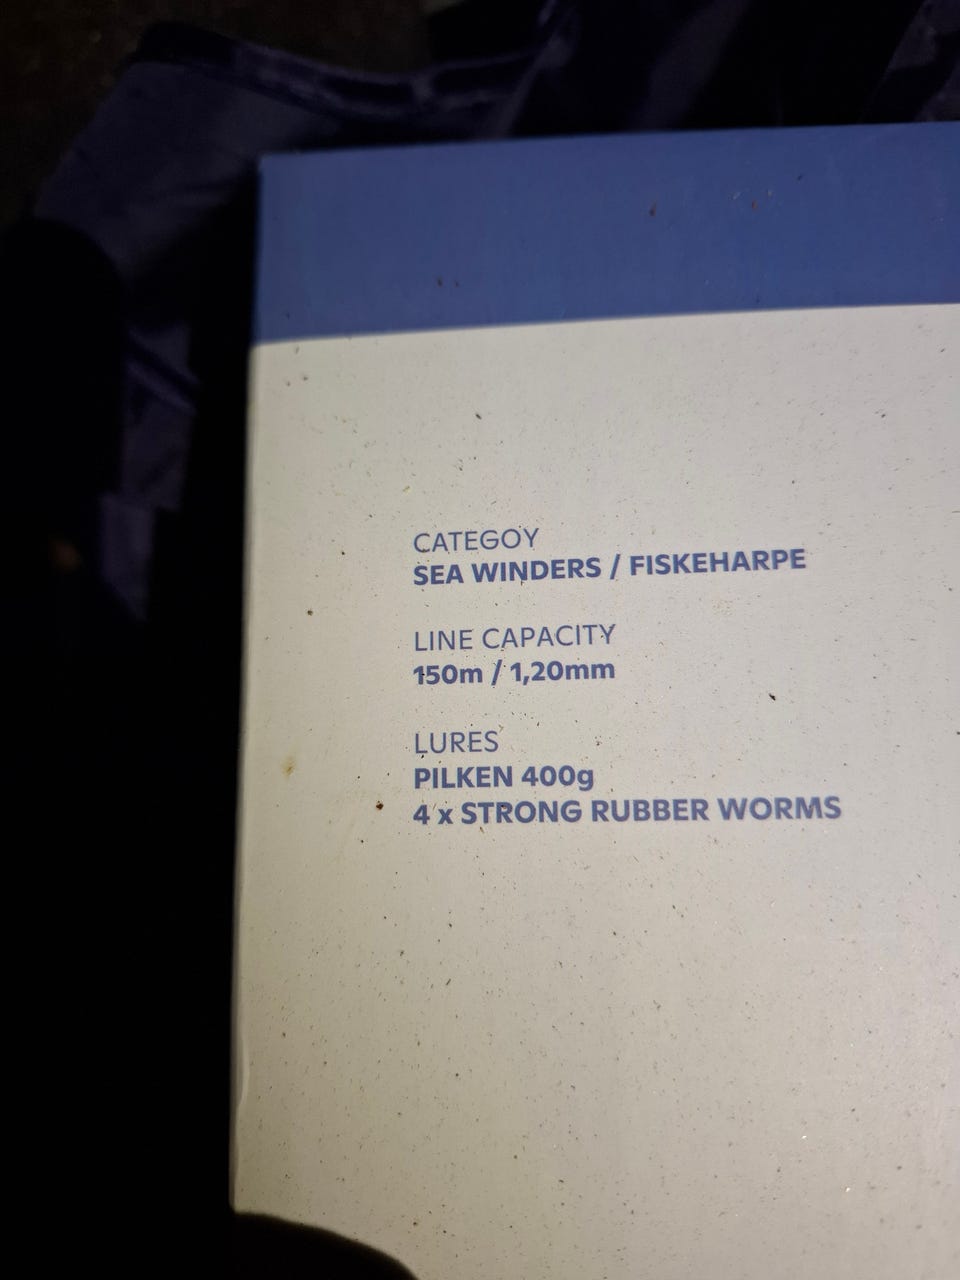 CATEGOY
SEA WINDERS / FISKEHARPE
LINE CAPACITY
150m / 1,20mm
LURES
PILKEN 400g
4 x STRONG RUBBER WORMS